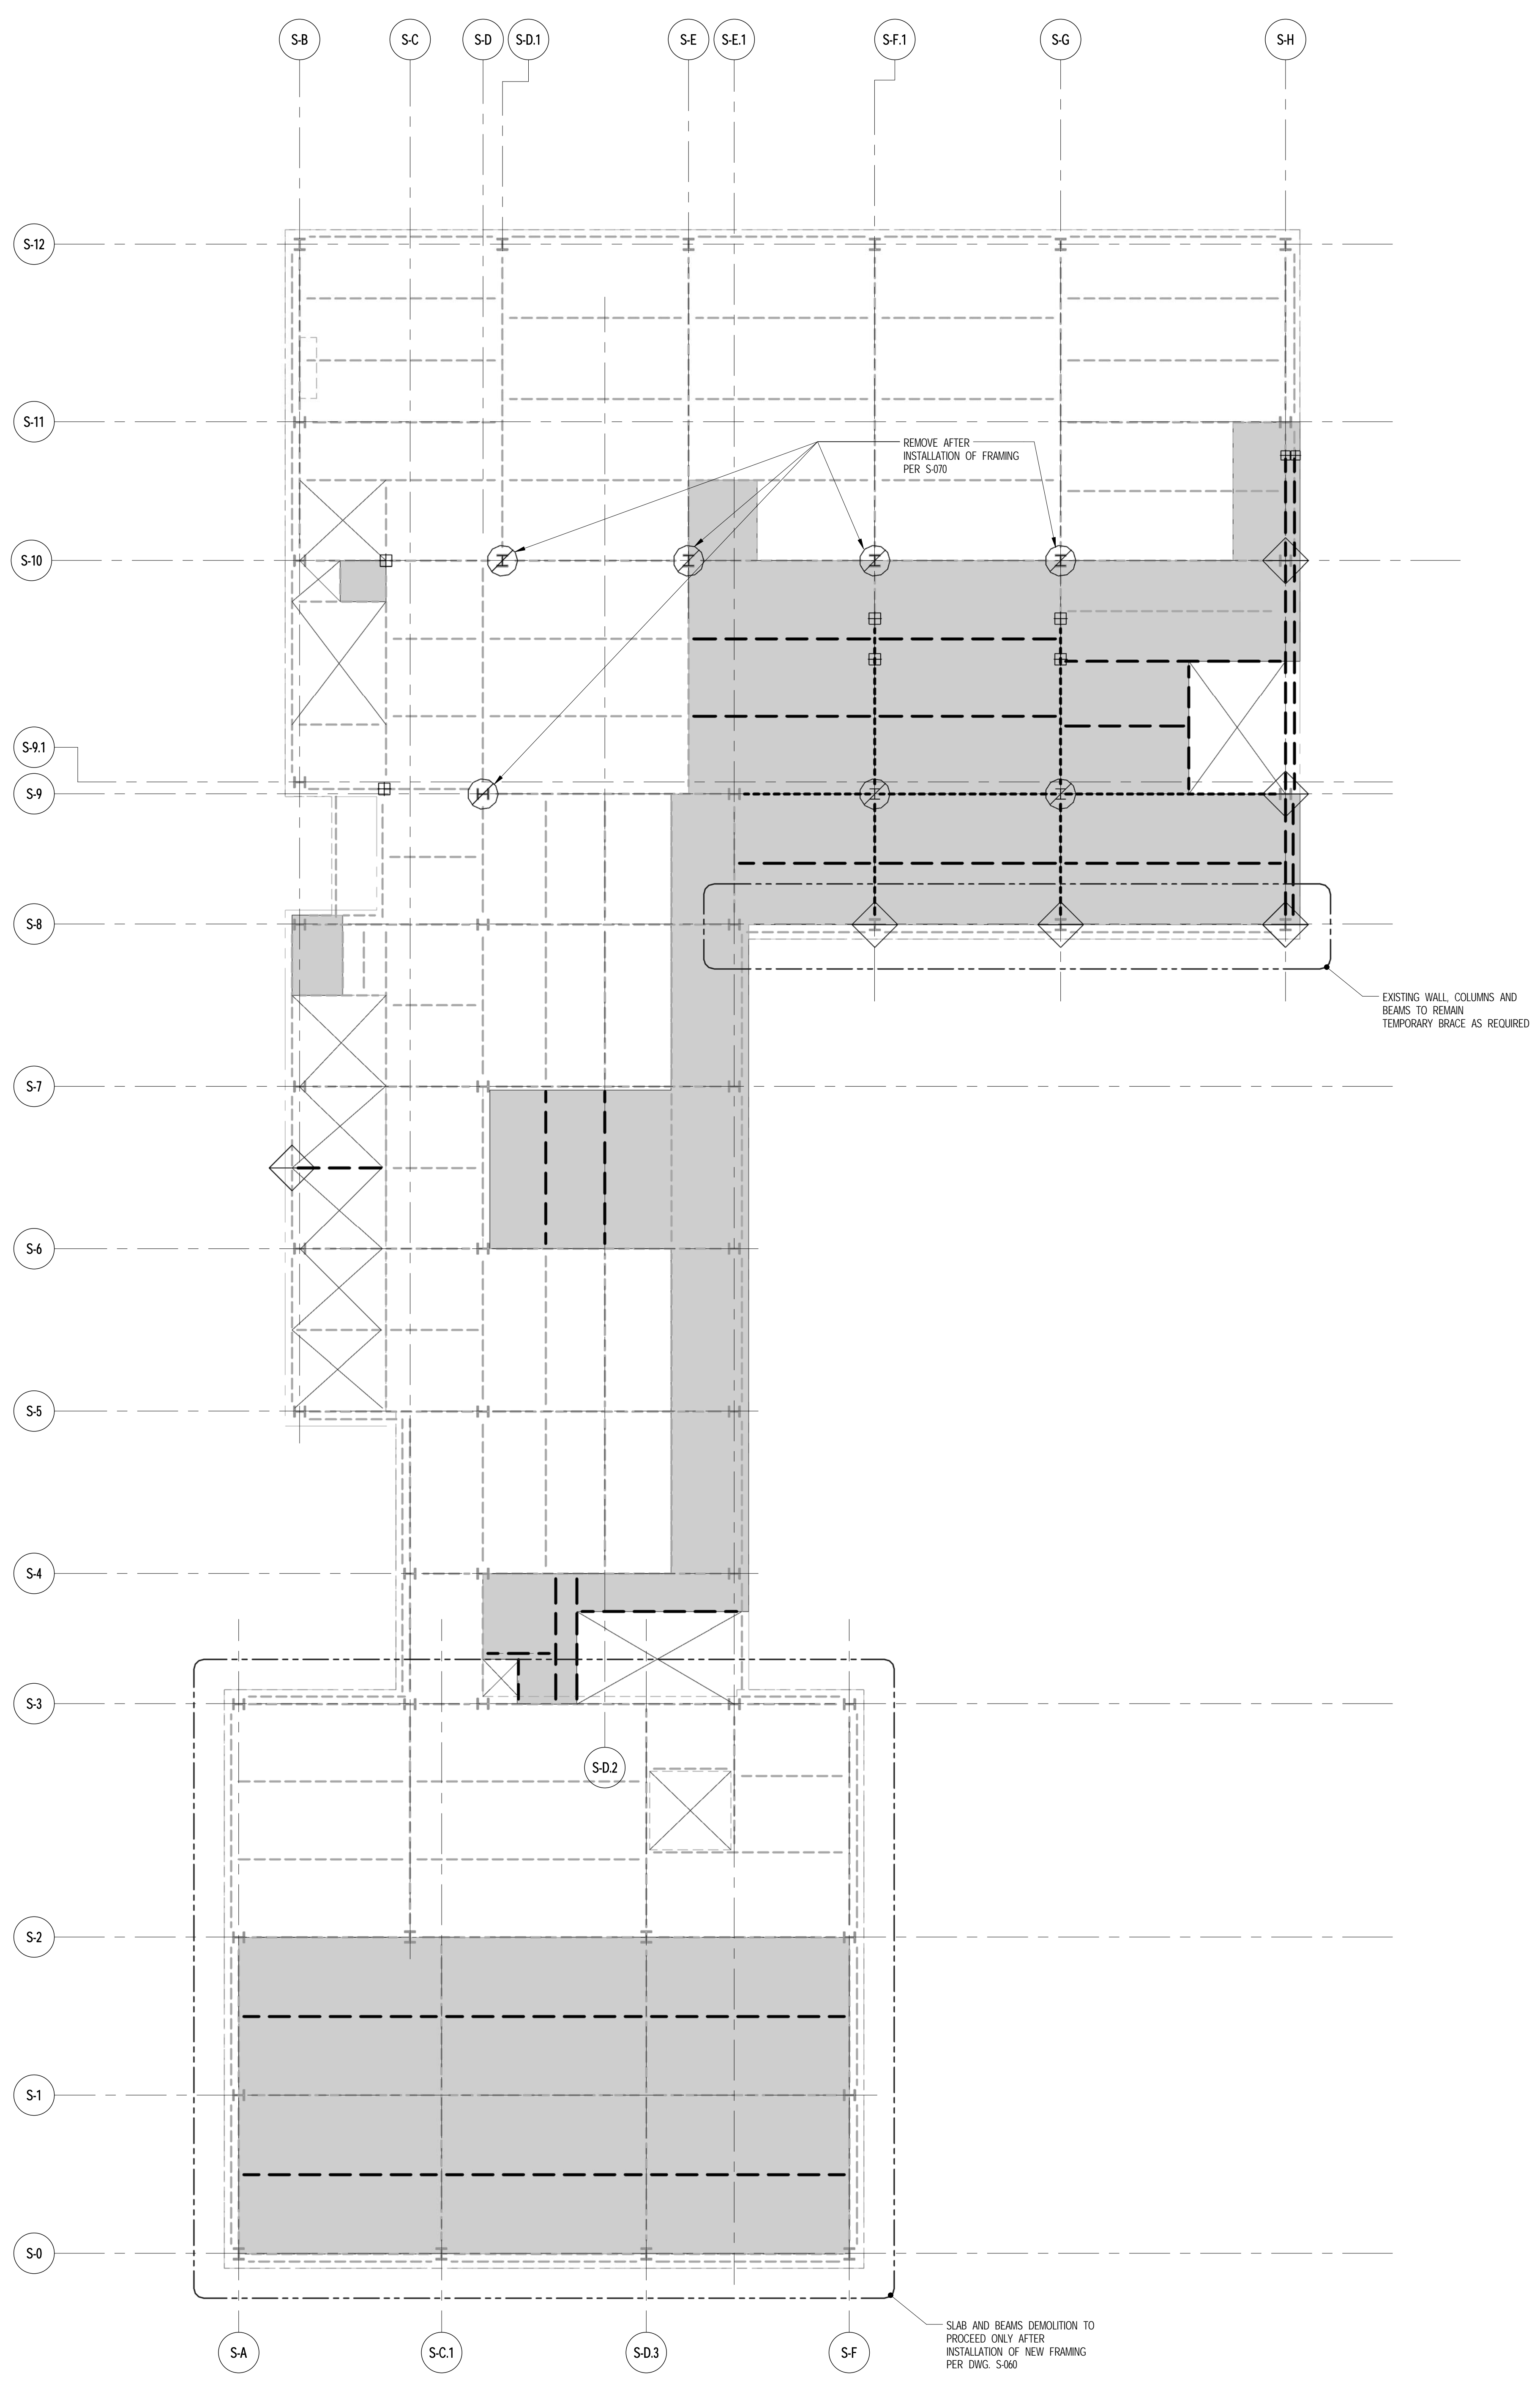 S-B
S-C
S-D
S-D.1
S-E
S-E.1
S-F.1
S-G
S-H
S-12
S-11
REMOVE AFTER
INSTALLATION OF FRAMING
PER S-070
S-10
S-9.1
S-9
S-8
EXISTING WALL, COLUMNS AND
BEAMS TO REMAIN
TEMPORARY BRACE AS REQUIRED
S-7
S-6
S-5
S-4
S-3
S-D.2
S-2
S-1
S-0
SLAB AND BEAMS DEMOLITION TO
PROCEED ONLY AFTER
INSTALLATION OF NEW FRAMING
PER DWG. S-060
S-A
S-C.1
S-D.3
S-F